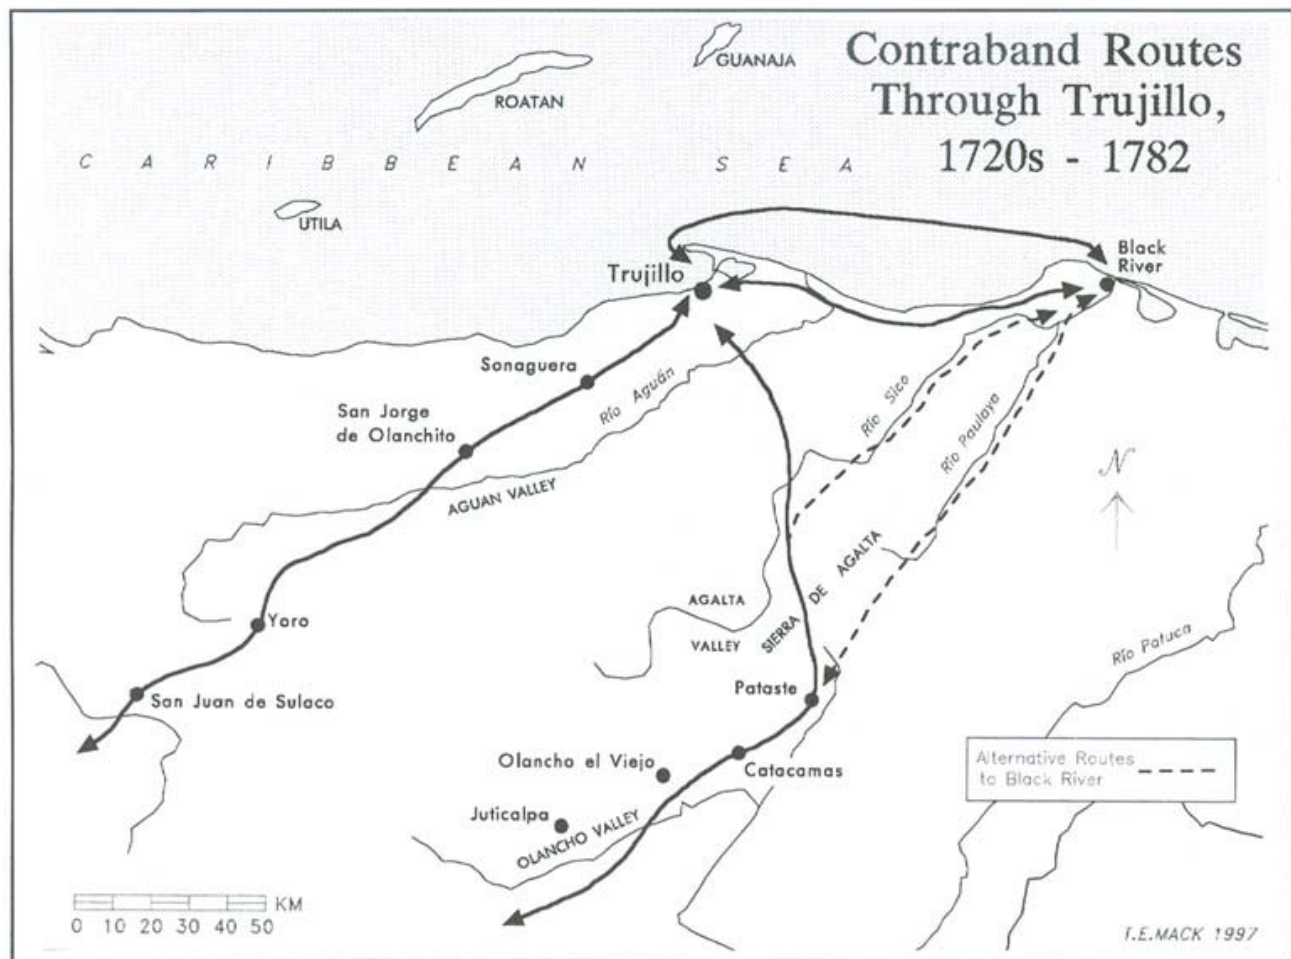 Contraband Routes
Through Trujillo,
1720s - 1782
GUANAJA
ROATAN
CARIBBEAN SEA
UTILA
Black
River
Trujillo
Sonaguera
Río Aguán
Río Sico
Río Paulaya
San Jorge
de Olanchito
AGUAN VALLEY
N
SIERRA DE AGALTA
AGALTA
VALLEY
Yoro
Río Patuca
San Juan de Sulaco
Pataste
Olancho el Viejo
Catacamas
Alternative Routes
to Black River
Juticalpa
OLANCHO VALLEY
KM
0 10 20 30 40 50
T.E.MACK 1997